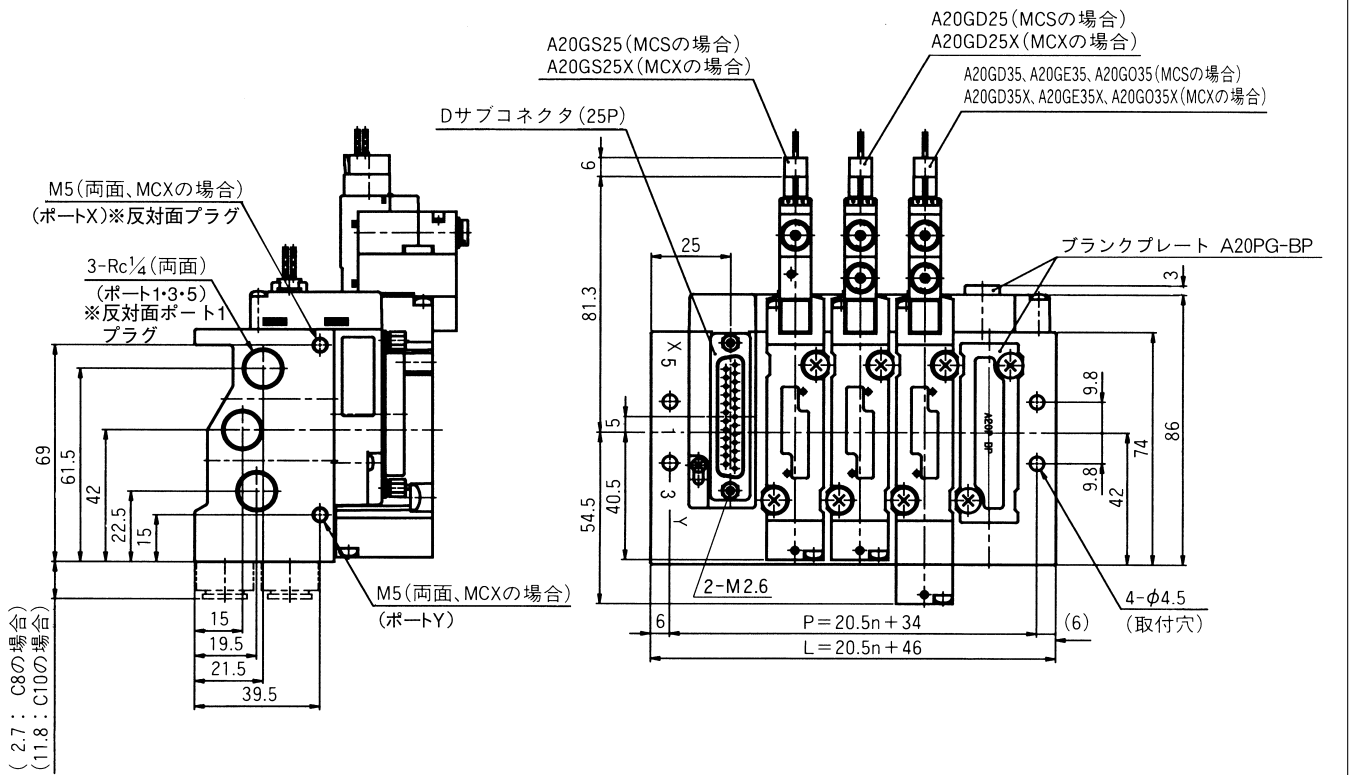 A20GD25(MCSの場合)
A20GD25X(MCXの場合)
A20GS25(MCSの場合)
A20GS25X(MCXの場合)
A20GD35、A20GE35、A20GO35(MCSの場合)
A20GD35X、A20GE35X、A20GO35X(MCXの場合)
Dサブコネクタ(25P)
6
M5(両面、MCXの場合)
(ポートX)※反対面プラグ
3-Rc1/4(両面)
(ポート1・3・5)
※反対面ポート1
プラグ
25
ブランクプレート A20PG-BP
3
81.3
X 5
1
3
Y
5
54.5
40.5
A20P-BP
9.8
9.8
42
74
86
69
61.5
42
22.5
15
M5(両面、MCXの場合)
(ポートY)
2-M2.6
4-φ4.5
(取付穴)
15
19.5
21.5
39.5
6
P=20.5n+34
(6)
L=20.5n+46
( 2.7: C8の場合)
(11.8:C10の場合)